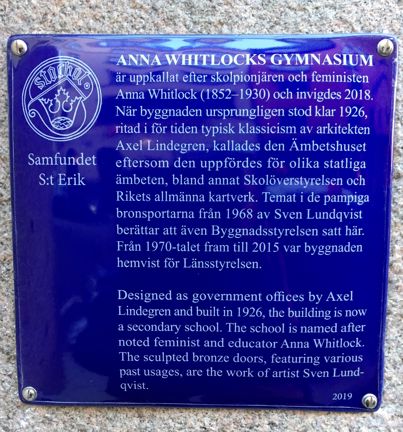 ANNA WHITLOCKS GYMNASIUM
är uppkallat efter skolpionjären och feministen
Anna Whitlock (1852–1930) och invigdes 2018.
När byggnaden ursprungligen stod klar 1926,
ritad i för tiden typisk klassicism av arkitekten
Axel Lindegren, kallades den Ämbetshuset
eftersom den uppfördes för olika statliga
ämbeten, bland annat Skolöverstyrelsen och
Rikets allmänna kartverk. Temat i de pampiga
bronsportarna från 1968 av Sven Lundqvist
berättar att även Byggnadsstyrelsen satt här.
Från 1970-talet fram till 2015 var byggnaden
hemvist för Länsstyrelsen.
Designed as government offices by Axel
Lindegren and built in 1926, the building is now
a secondary school. The school is named after
noted feminist and educator Anna Whitlock.
The sculpted bronze doors, featuring various
past usages, are the work of artist Sven Lund-
qvist.
2019
Samfundet
S:t Erik